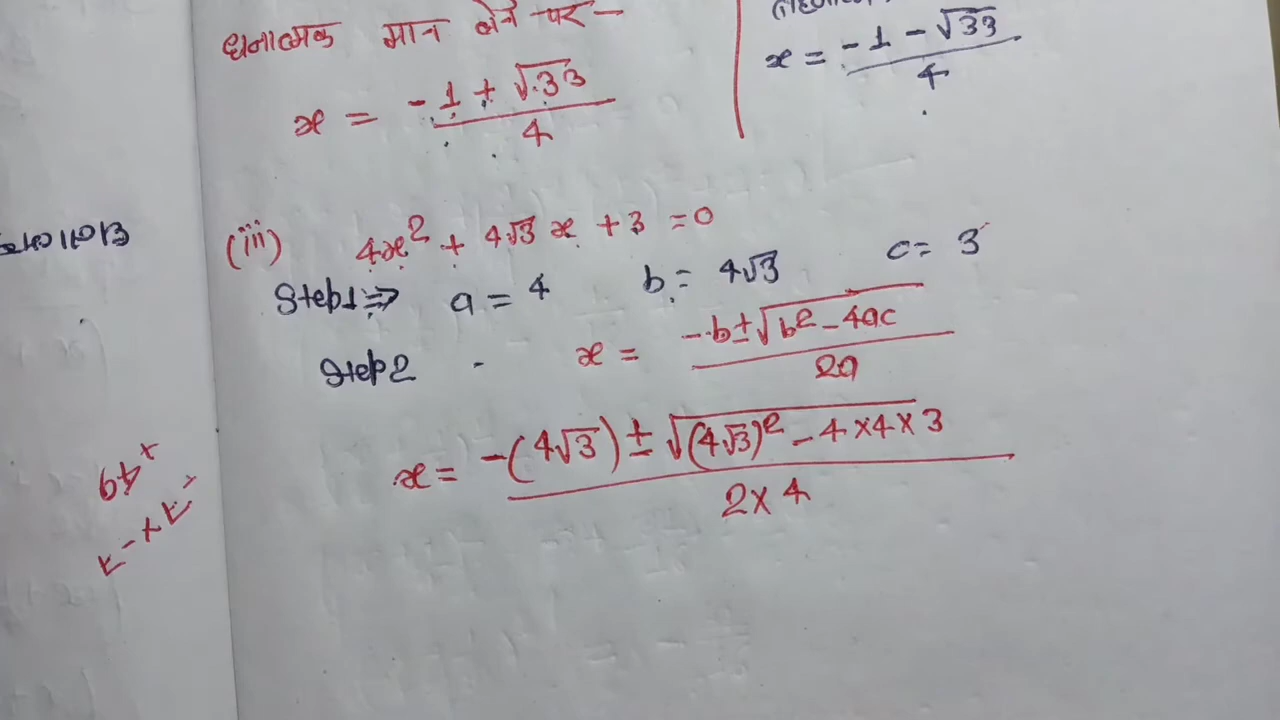 धनात्मक मान लेने पर -
x = -1 ± √33 / 4
x = -1 - √33 / 4
(iii) 4x² + 4√3 x + 3 = 0
Step1 ⇒ a = 4 b = 4√3 c = 3
Step2 - x = -b ± √b² - 4ac / 2a
x = -(4√3) ± √(4√3)² - 4×4×3 / 2×4